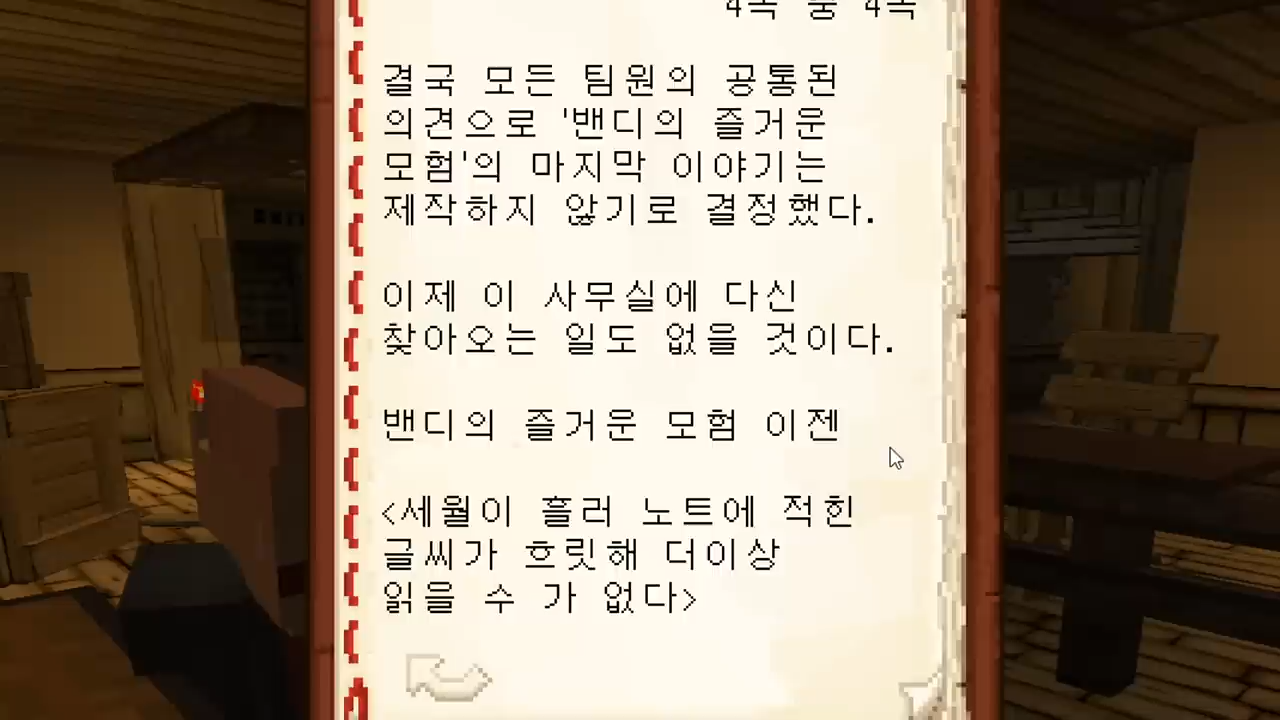 4쪽 중 4쪽
결국 모든 팀원의 공통된
의견으로 '밴디의 즐거운
모험'의 마지막 이야기는
제작하지 않기로 결정했다.
이제 이 사무실에 다신
찾아오는 일도 없을 것이다.
밴디의 즐거운 모험 이젠
<세월이 흘러 노트에 적힌
글씨가 흐릿해 더이상
읽을 수 가 없다>